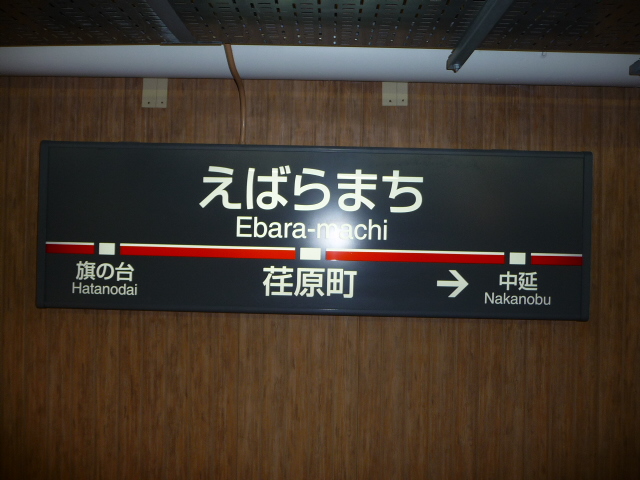 えばらまち
Ebara-machi
旗の台
Hatanodai
荏原町
→
中延
Nakanobu